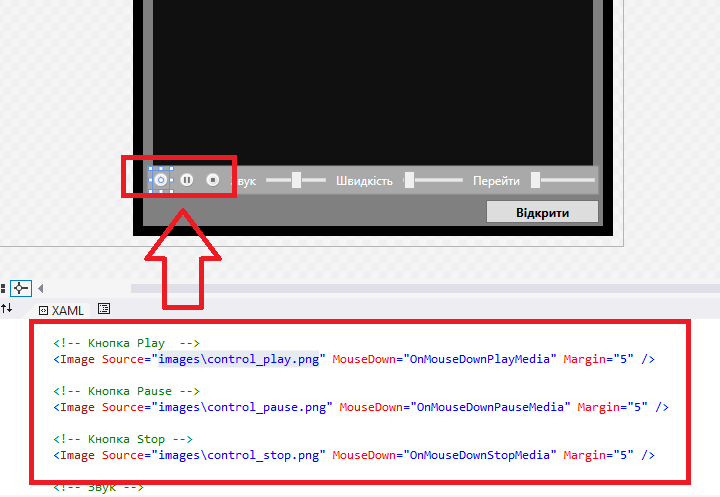 Звук Швидкість Перейти
Відкрити
XAML
<!-- Кнопка Play  -->
<Image Source="images\control_play.png" MouseDown="OnMouseDownPlayMedia" Margin="5" />
<!-- Кнопка Pause -->
<Image Source="images\control_pause.png" MouseDown="OnMouseDownPauseMedia" Margin="5" />
<!-- Кнопка Stop -->
<Image Source="images\control_stop.png" MouseDown="OnMouseDownStopMedia" Margin="5" />
<!-- Звук -->